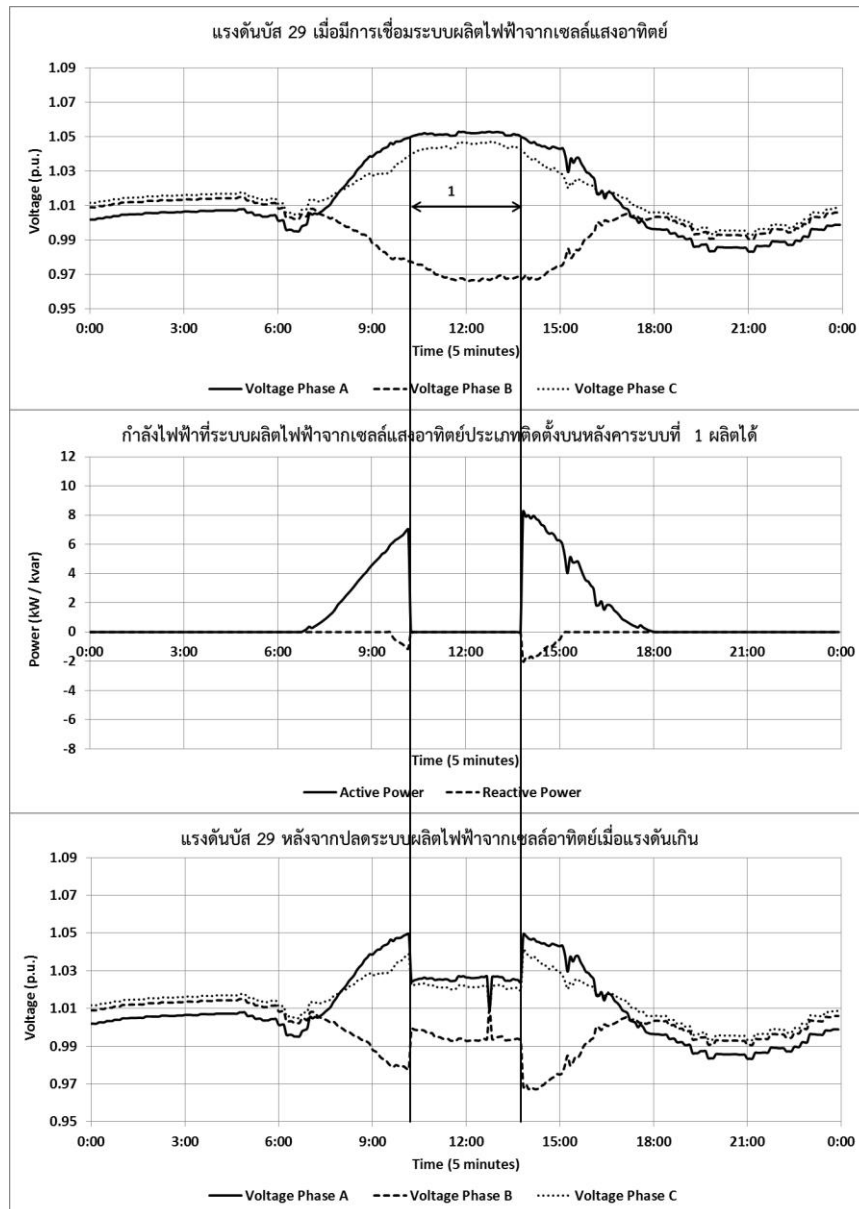 แรงดันบัส 29 เมื่อมีการเชื่อมระบบผลิตไฟฟ้าจากเซลล์แสงอาทิตย์
1.09
1.07
1.05
1.03
1.01
0.99
0.97
0.95
Voltage (p.u.)
1
0:00 3:00 6:00 9:00 12:00 15:00 18:00 21:00 0:00
Time (5 minutes)
Voltage Phase A Voltage Phase B Voltage Phase C
กำลังไฟฟ้าที่ระบบผลิตไฟฟ้าจากเซลล์แสงอาทิตย์ประเภทติดตั้งบนหลังคาระบบที่ 1 ผลิตได้
12
10
8
6
4
2
0
-2
-4
-6
-8
Power (kW / kvar)
0:00 3:00 6:00 9:00 12:00 15:00 18:00 21:00 0:00
Time (5 minutes)
Active Power Reactive Power
แรงดันบัส 29 หลังจากปลดระบบผลิตไฟฟ้าจากเซลล์อาทิตย์เมื่อแรงดันเกิน
1.09
1.07
1.05
1.03
1.01
0.99
0.97
0.95
Voltage (p.u.)
0:00 3:00 6:00 9:00 12:00 15:00 18:00 21:00 0:00
Time (5 minutes)
Voltage Phase A Voltage Phase B Voltage Phase C